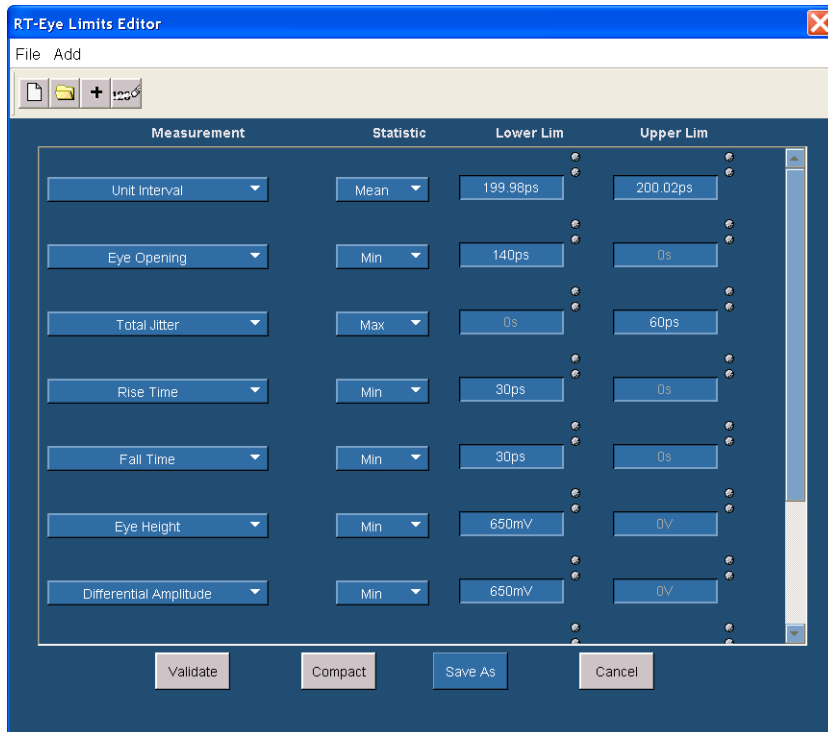 RT-Eye Limits Editor
File Add
Measurement Statistic Lower Lim Upper Lim
Unit Interval Mean 199.98ps 200.02ps
Eye Opening Min 140ps 0s
Total Jitter Max 0s 60ps
Rise Time Min 30ps 0s
Fall Time Min 30ps 0s
Eye Height Min 650mV 0V
Differential Amplitude Min 650mV 0V
Validate Compact Save As Cancel